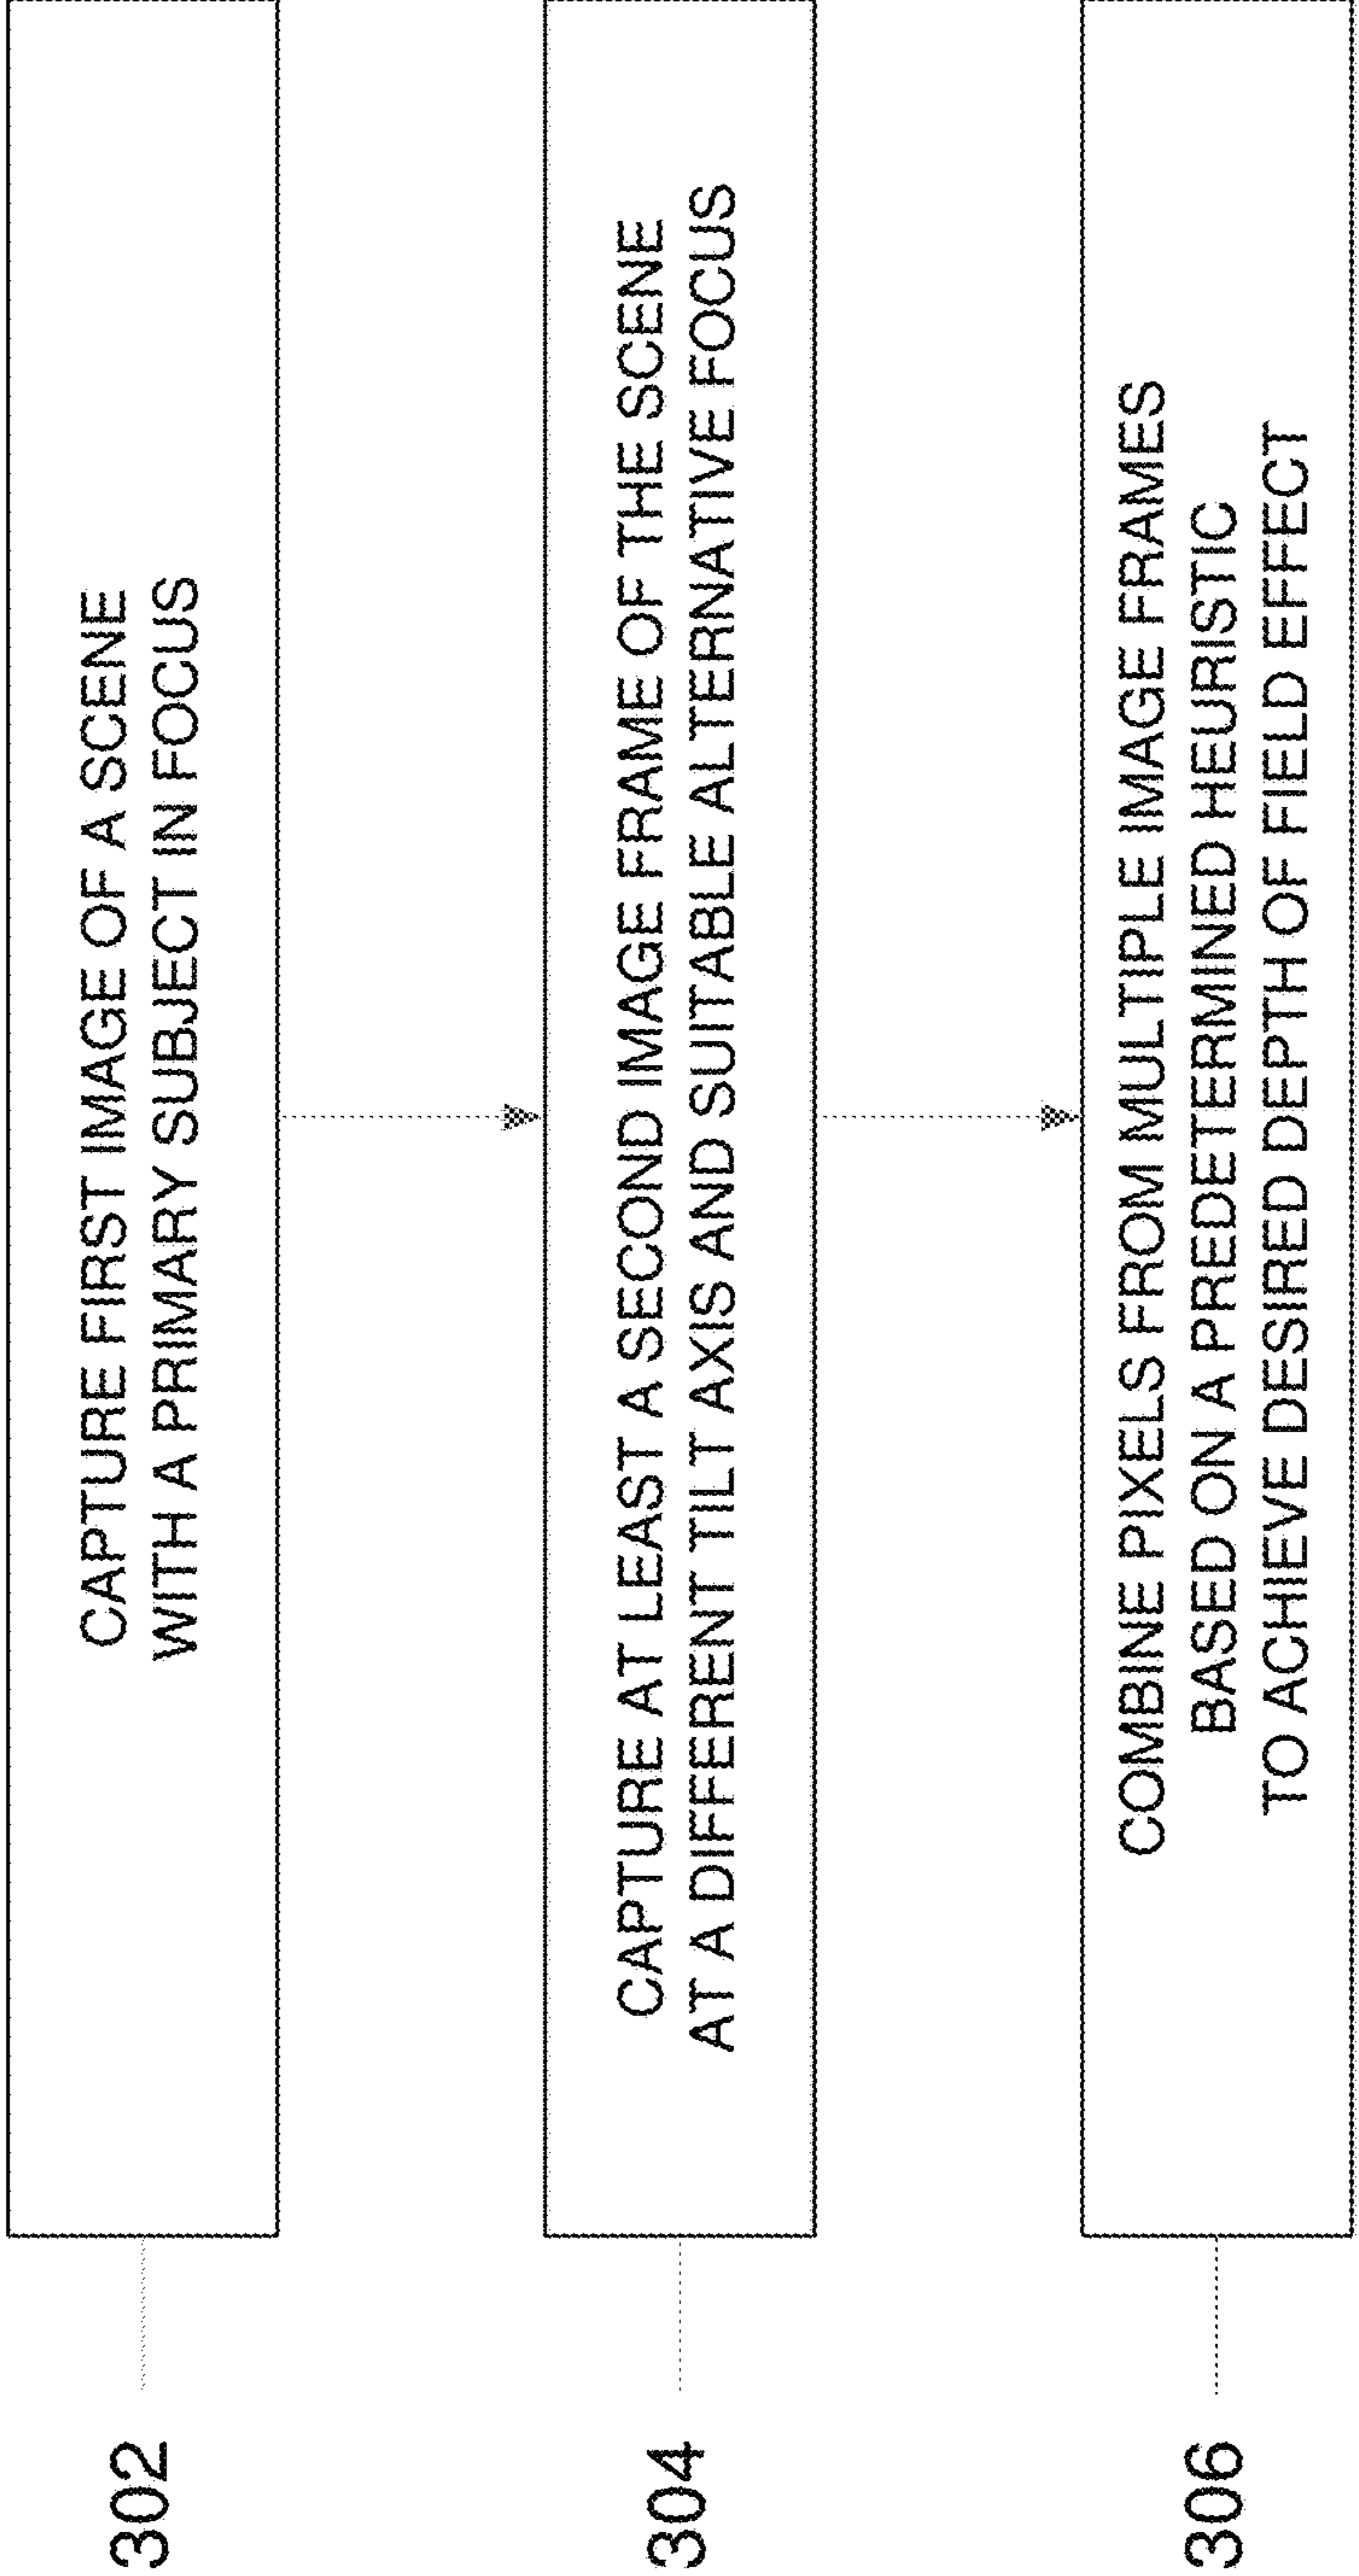 302
CAPTURE FIRST IMAGE OF A SCENE
WITH A PRIMARY SUBJECT IN FOCUS
304
CAPTURE AT LEAST A SECOND IMAGE FRAME OF THE SCENE
AT A DIFFERENT TILT AXIS AND SUITABLE ALTERNATIVE FOCUS
306
COMBINE PIXELS FROM MULTIPLE IMAGE FRAMES
BASED ON A PREDETERMINED HEURISTIC
TO ACHIEVE DESIRED DEPTH OF FIELD EFFECT